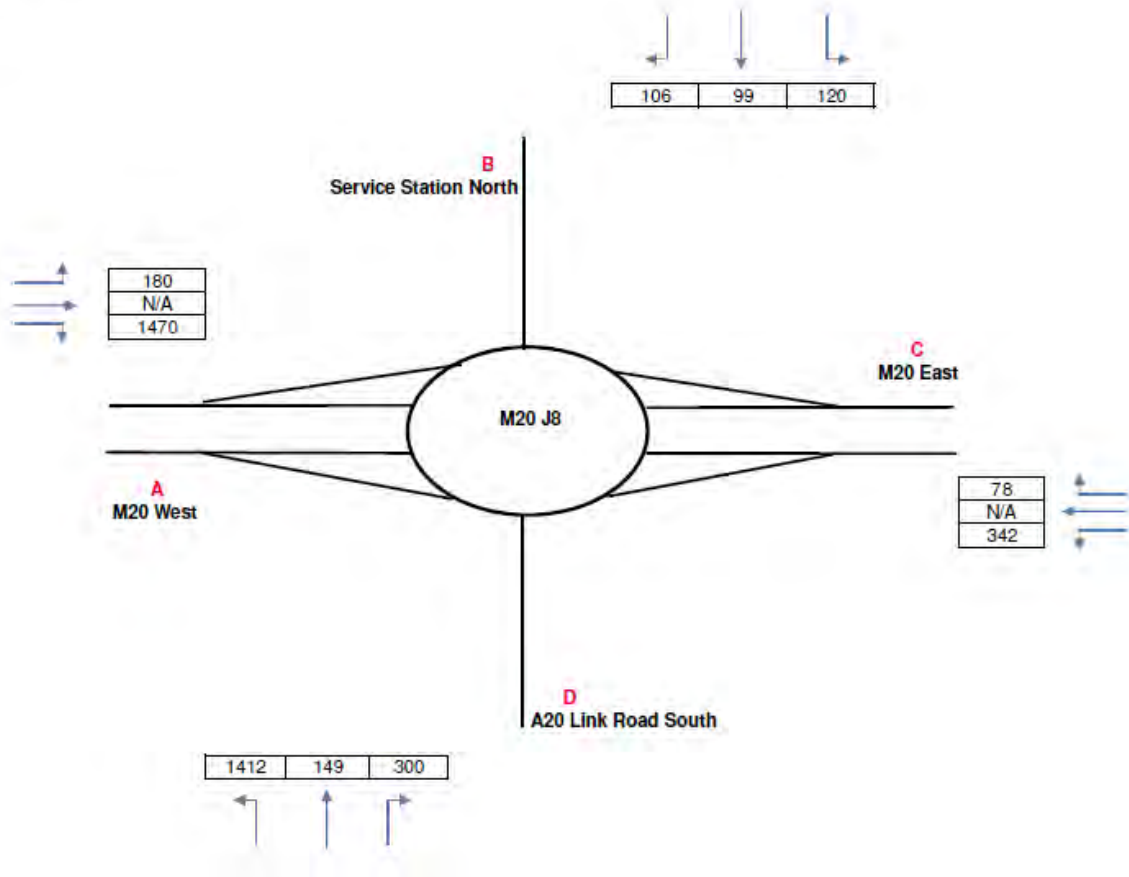 106 99 120
B
Service Station North
180
N/A
1470
C
M20 East
M20 J8
A
M20 West
78
N/A
342
D
A20 Link Road South
1412 149 300